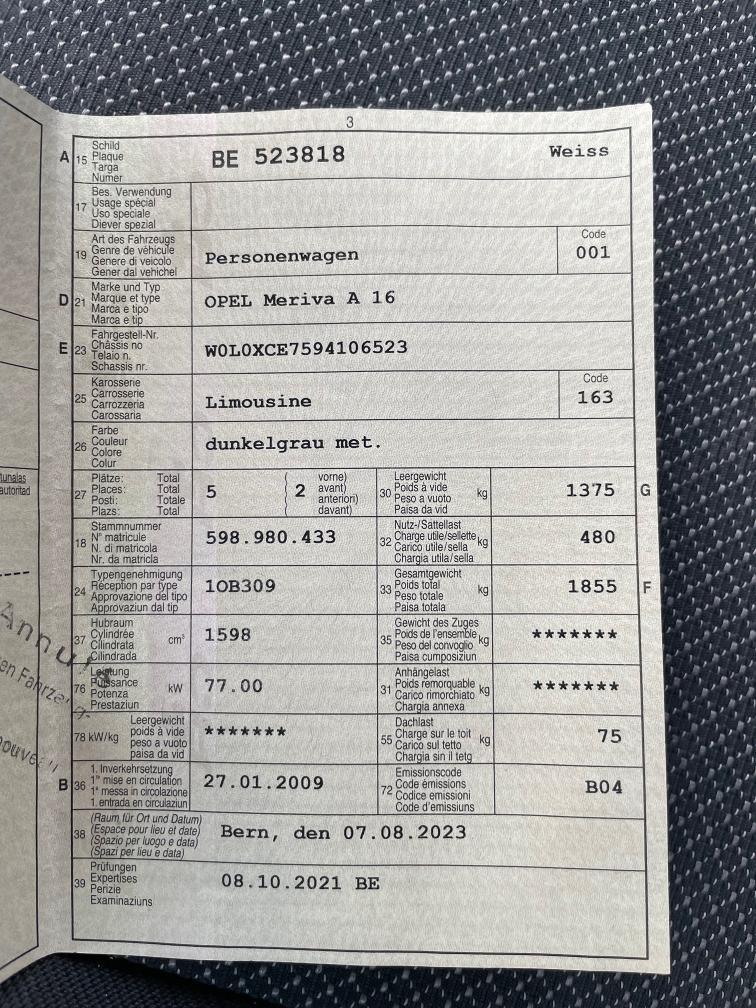 3
A 15 Schild
Plaque
Targa
Numer
BE 523818 Weiss
17 Bes. Verwendung
Usage spécial
Uso speciale
Diever spezial
19 Art des Fahrzeugs
Genre de véhicule
Genere di veicolo
Gener dal vehichel
Personenwagen
Code
001
D 21 Marke und Typ
Marque et type
Marca e tipo
Marca e tip
OPEL Meriva A 16
E 23 Fahrgestell-Nr.
Châssis no
Telaio n.
Schassis nr.
W0L0XCE7594106523
25 Karosserie
Carrosserie
Carrozzeria
Carossaria
Limousine
Code
163
26 Farbe
Couleur
Colore
Colur
dunkelgrau met.
27 Plätze: Total
Places: Total
Posti: Totale
Plazs: Total
5 ( 2 vorne)
avant)
anteriori)
davant)
30 Leergewicht
Poids à vide
Peso a vuoto
Paisa da vid
kg
1375 G
18 Stammnummer
N° matricule
N. di matricola
Nr. da matricla
598.980.433
32 Nutz-/Sattellast
Charge utile/sellette
Carico utile/sella
Chargia utila/sella
kg
480
24 Typengenehmigung
Réception par type
Approvazione del tipo
Approvaziun dal tip
1OB309
33 Gesamtgewicht
Poids total
Peso totale
Paisa totala
kg
1855 F
37 Hubraum
Cylindrée
Cilindrata
Cilindrada
cm³
1598
35 Gewicht des Zuges
Poids de l'ensemble
Peso del convoglio
Paisa cumposiziun
kg
*******
76 Leistung
Puissance
Potenza
Prestaziun
kW
77.00
31 Anhängelast
Poids remorquable
Carico rimorchiato
Chargia annexa
kg
*******
78 kW/kg Leergewicht
poids à vide
peso a vuoto
paisa da vid
*******
55 Dachlast
Charge sur le toit
Carico sul tetto
Chargia sin il tetg
kg
75
B 36 1. Inverkehrsetzung
1re mise en circulation
1a messa in circolazione
1. entrada en circulaziun
27.01.2009
72 Emissionscode
Code émissions
Codice emissioni
Code d'emissiuns
B04
38 (Raum für Ort und Datum)
(Espace pour lieu et date)
(Spazio per luogo e data)
(Spazi per lieu e data)
Bern, den 07.08.2023
39 Prüfungen
Expertises
Perizie
Examinaziuns
08.10.2021 BE